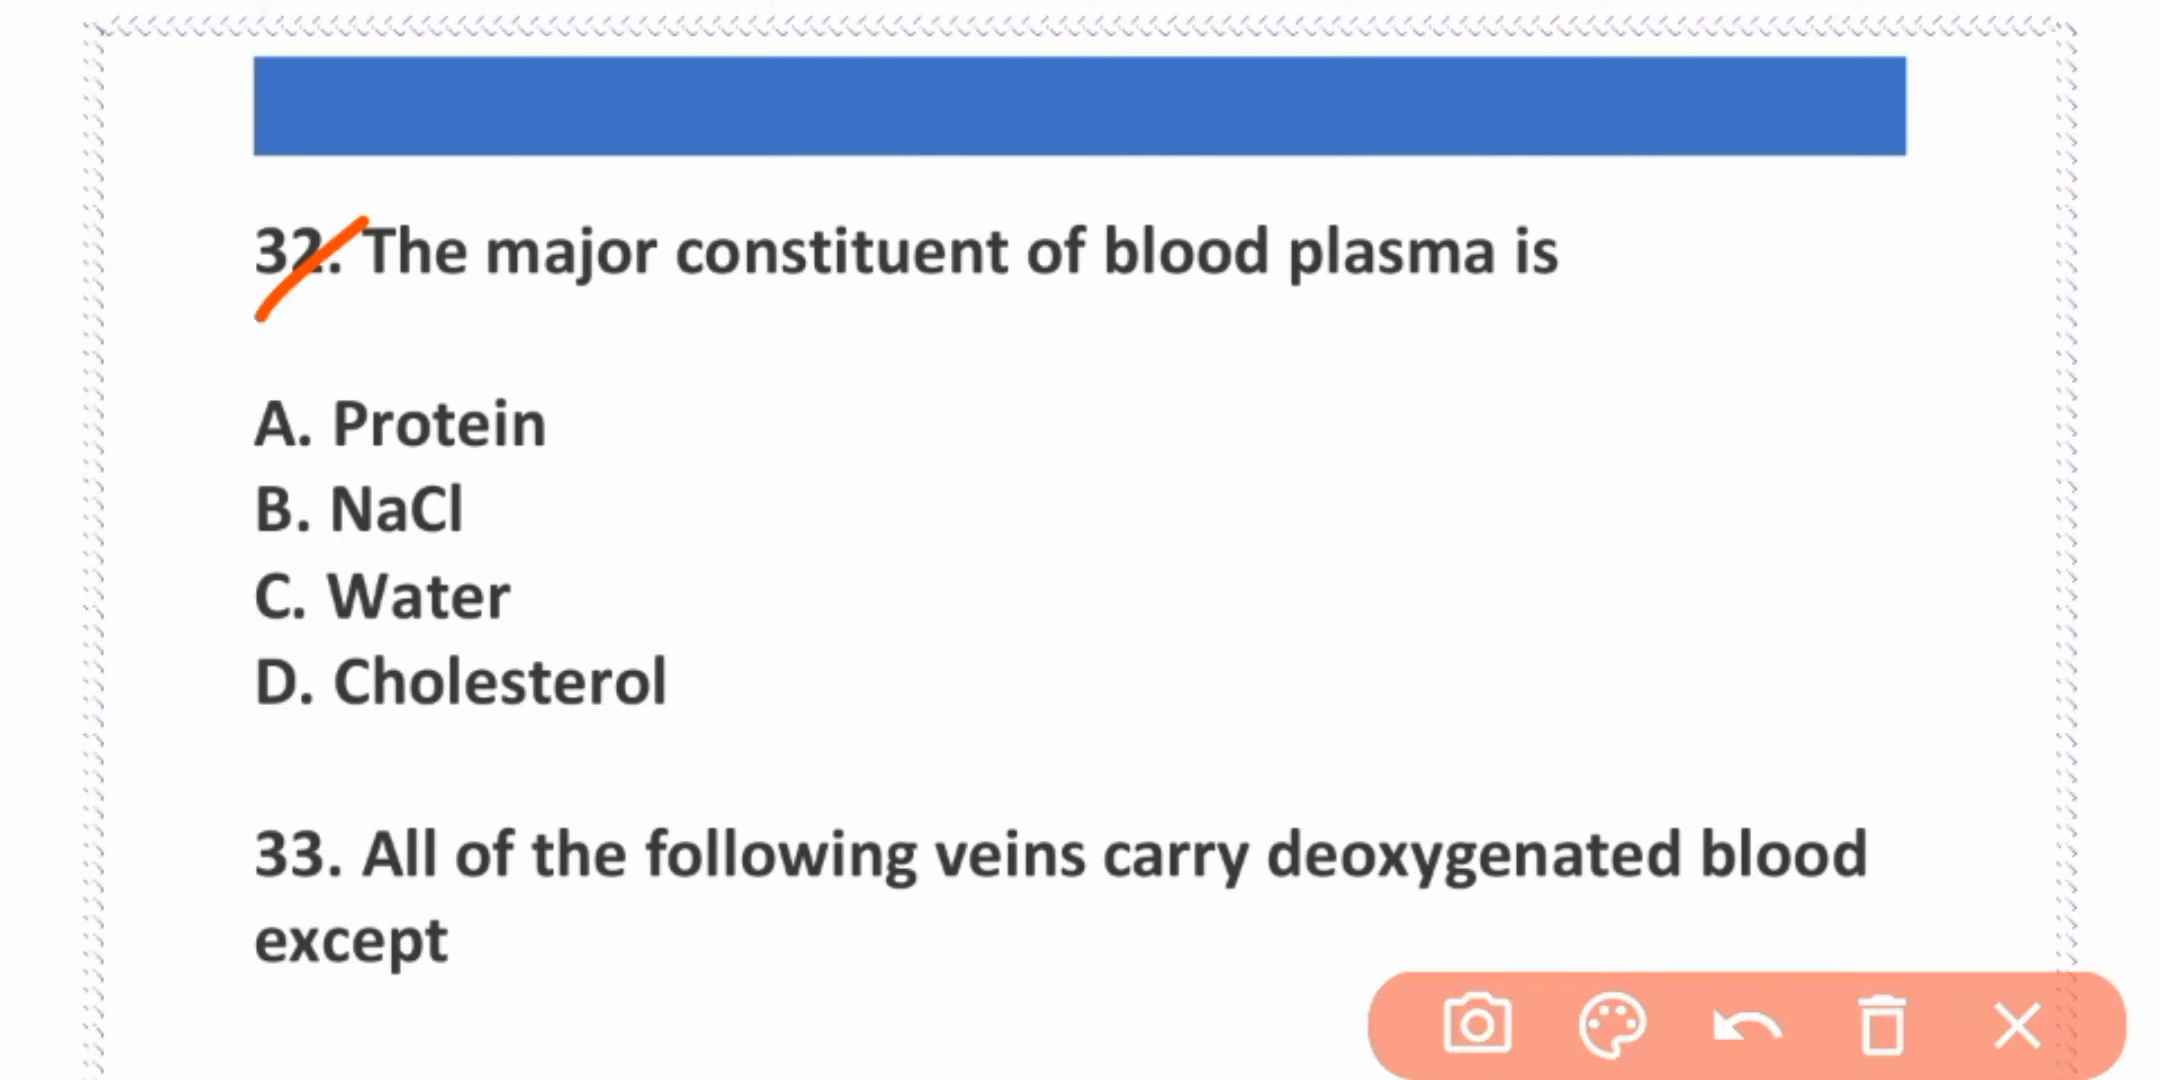 32. The major constituent of blood plasma is
A. Protein
B. NaCl
C. Water
D. Cholesterol
33. All of the following veins carry deoxygenated blood
except